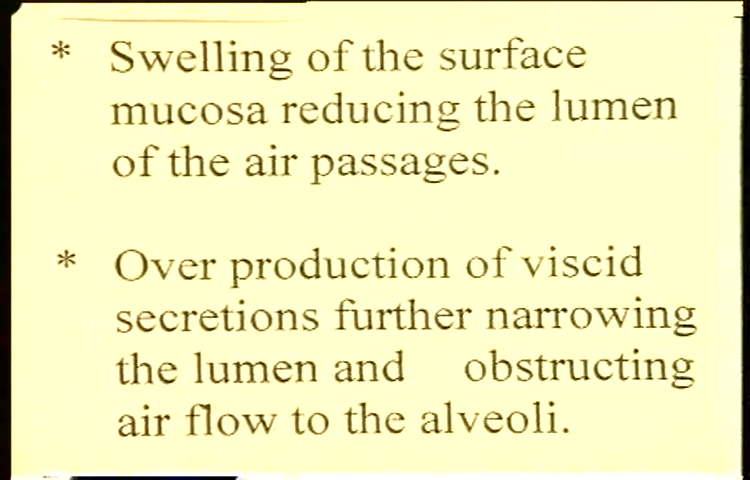 * Swelling of the surface
mucosa reducing the lumen
of the air passages.
* Over production of viscid
secretions further narrowing
the lumen and obstructing
air flow to the alveoli.